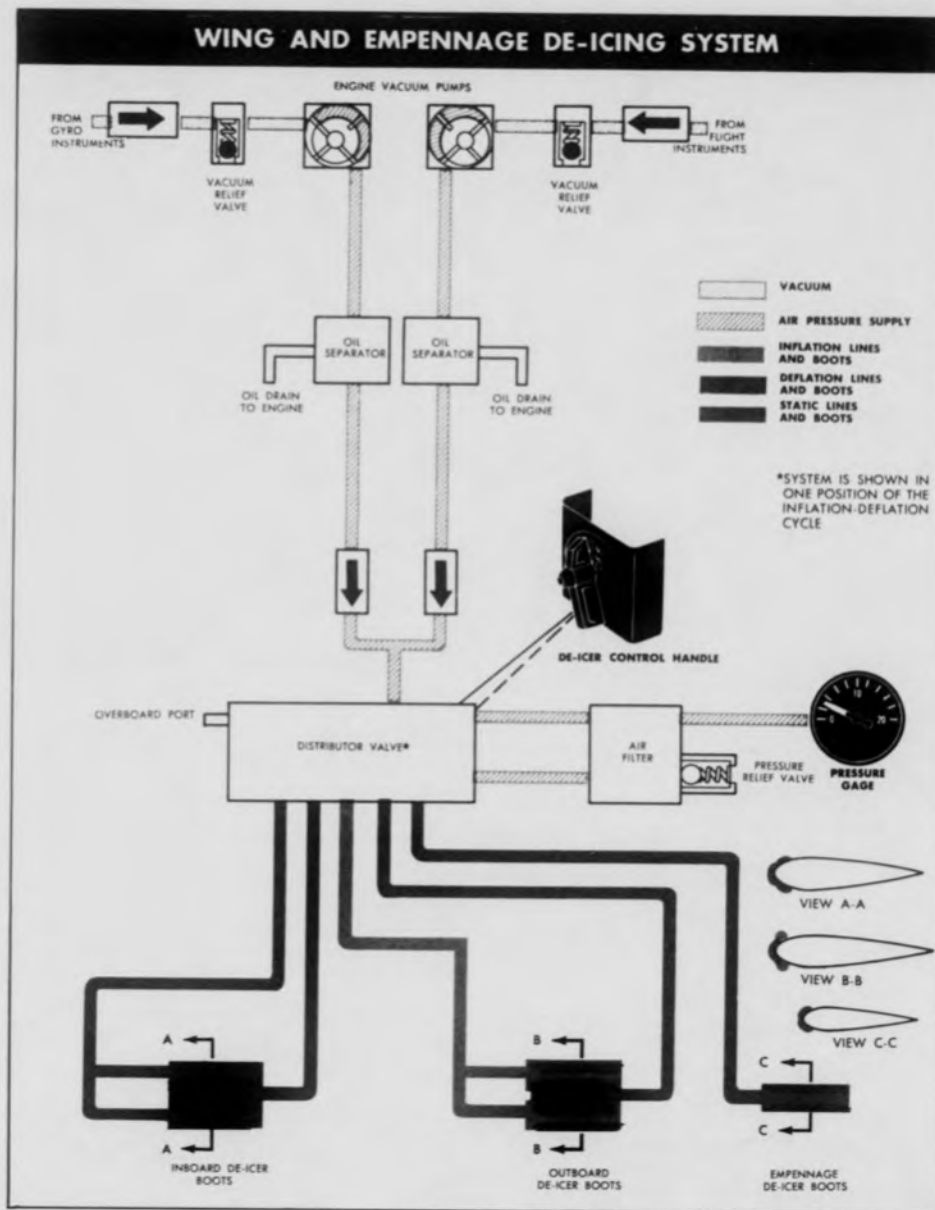 WING AND EMPENNAGE DE-ICING SYSTEM
ENGINE VACUUM PUMPS
FROM
GYRO
INSTRUMENTS
VACUUM
RELIEF
VALVE
VACUUM
RELIEF
VALVE
FROM
FLIGHT
INSTRUMENTS
VACUUM
AIR PRESSURE SUPPLY
INFLATION LINES
AND BOOTS
DEFLATION LINES
AND BOOTS
STATIC LINES
AND BOOTS
OIL
SEPARATOR
OIL
SEPARATOR
OIL DRAIN
TO ENGINE
OIL DRAIN
TO ENGINE
*SYSTEM IS SHOWN IN
ONE POSITION OF THE
INFLATION-DEFLATION
CYCLE
DE-ICER CONTROL HANDLE
OVERBOARD PORT
DISTRIBUTOR VALVE*
AIR
FILTER
PRESSURE
RELIEF VALVE
0
10
20
PRESSURE
GAGE
VIEW A-A
VIEW B-B
VIEW C-C
A
A
INBOARD DE-ICER
BOOTS
B
B
OUTBOARD
DE-ICER BOOTS
C
C
EMPENNAGE
DE-ICER BOOTS